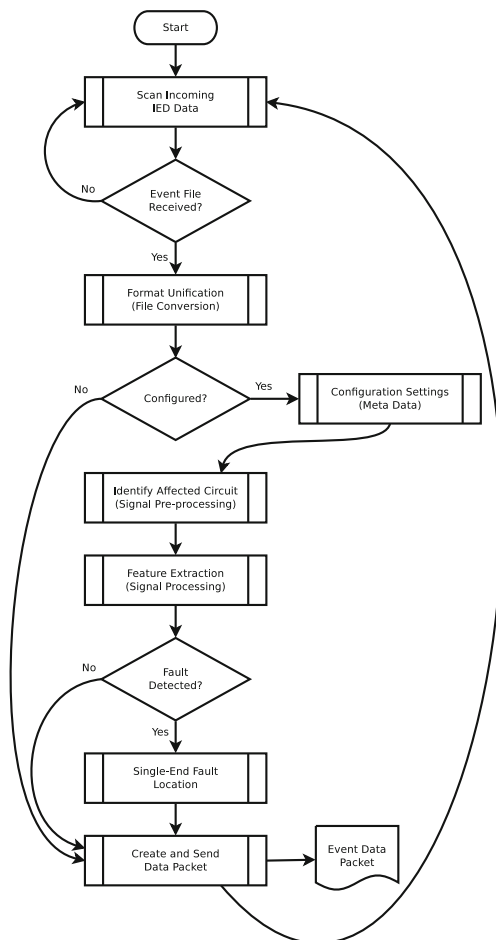 Start
Scan Incoming
IED Data
No
Event File
Received?
Yes
Format Unification
(File Conversion)
No
Configured?
Yes
Configuration Settings
(Meta Data)
Identify Affected Circuit
(Signal Pre-processing)
Feature Extraction
(Signal Processing)
No
Fault
Detected?
Yes
Single-End Fault
Location
Create and Send
Data Packet
Event Data
Packet